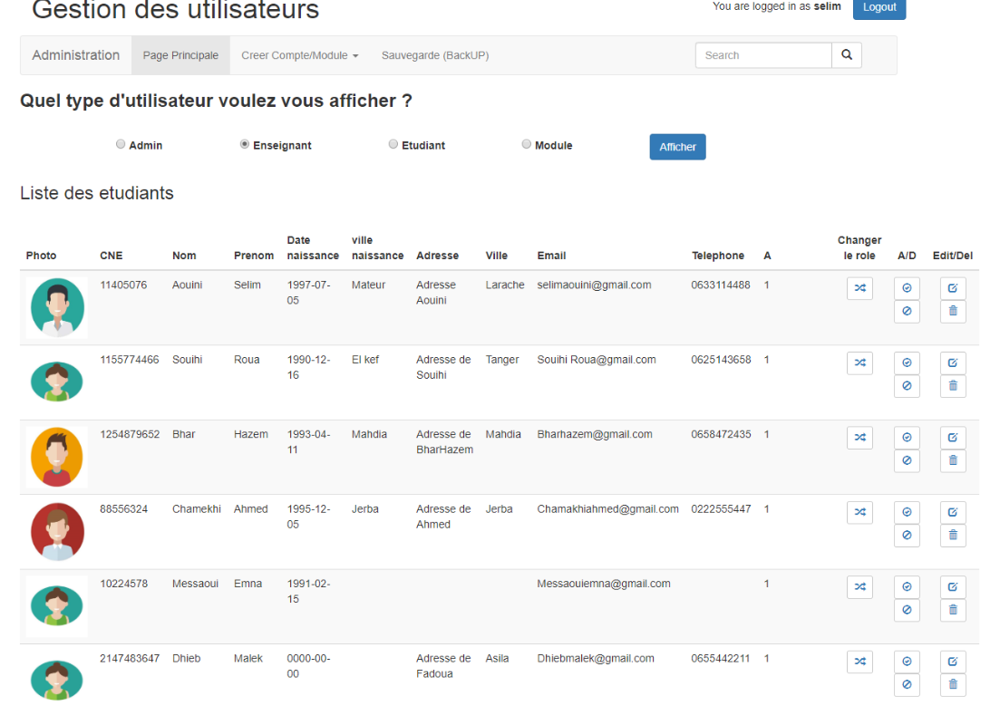 Gestion des utilisateurs
You are logged in as selim Logout
Administration Page Principale Creer Compte/Module Sauvegarde (BackUP) Search
Quel type d'utilisateur voulez vous afficher ?
Admin Enseignant Etudiant Module Afficher
Liste des etudiants
Photo CNE Nom Prenom Date naissance ville naissance Adresse Ville Email Telephone A Changer le role A/D Edit/Del
11405076 Aouini Selim 1997-07-05 Mateur Adresse Aouini Larache selimaouini@gmail.com 0633114488 1
1155774466 Souihi Roua 1990-12-16 El kef Adresse de Souihi Tanger Souihi Roua@gmail.com 0625143658 1
1254879652 Bhar Hazem 1993-04-11 Mahdia Adresse de BharHazem Mahdia Bharhazem@gmail.com 0658472435 1
88556324 Chamekhi Ahmed 1995-12-05 Jerba Adresse de Ahmed Jerba Chamakhiahmed@gmail.com 0222555447 1
10224578 Messaoui Emna 1991-02-15 Messaouiemna@gmail.com 1
2147483647 Dhieb Malek 0000-00-00 Adresse de Fadoua Asila Dhiebmalek@gmail.com 0655442211 1